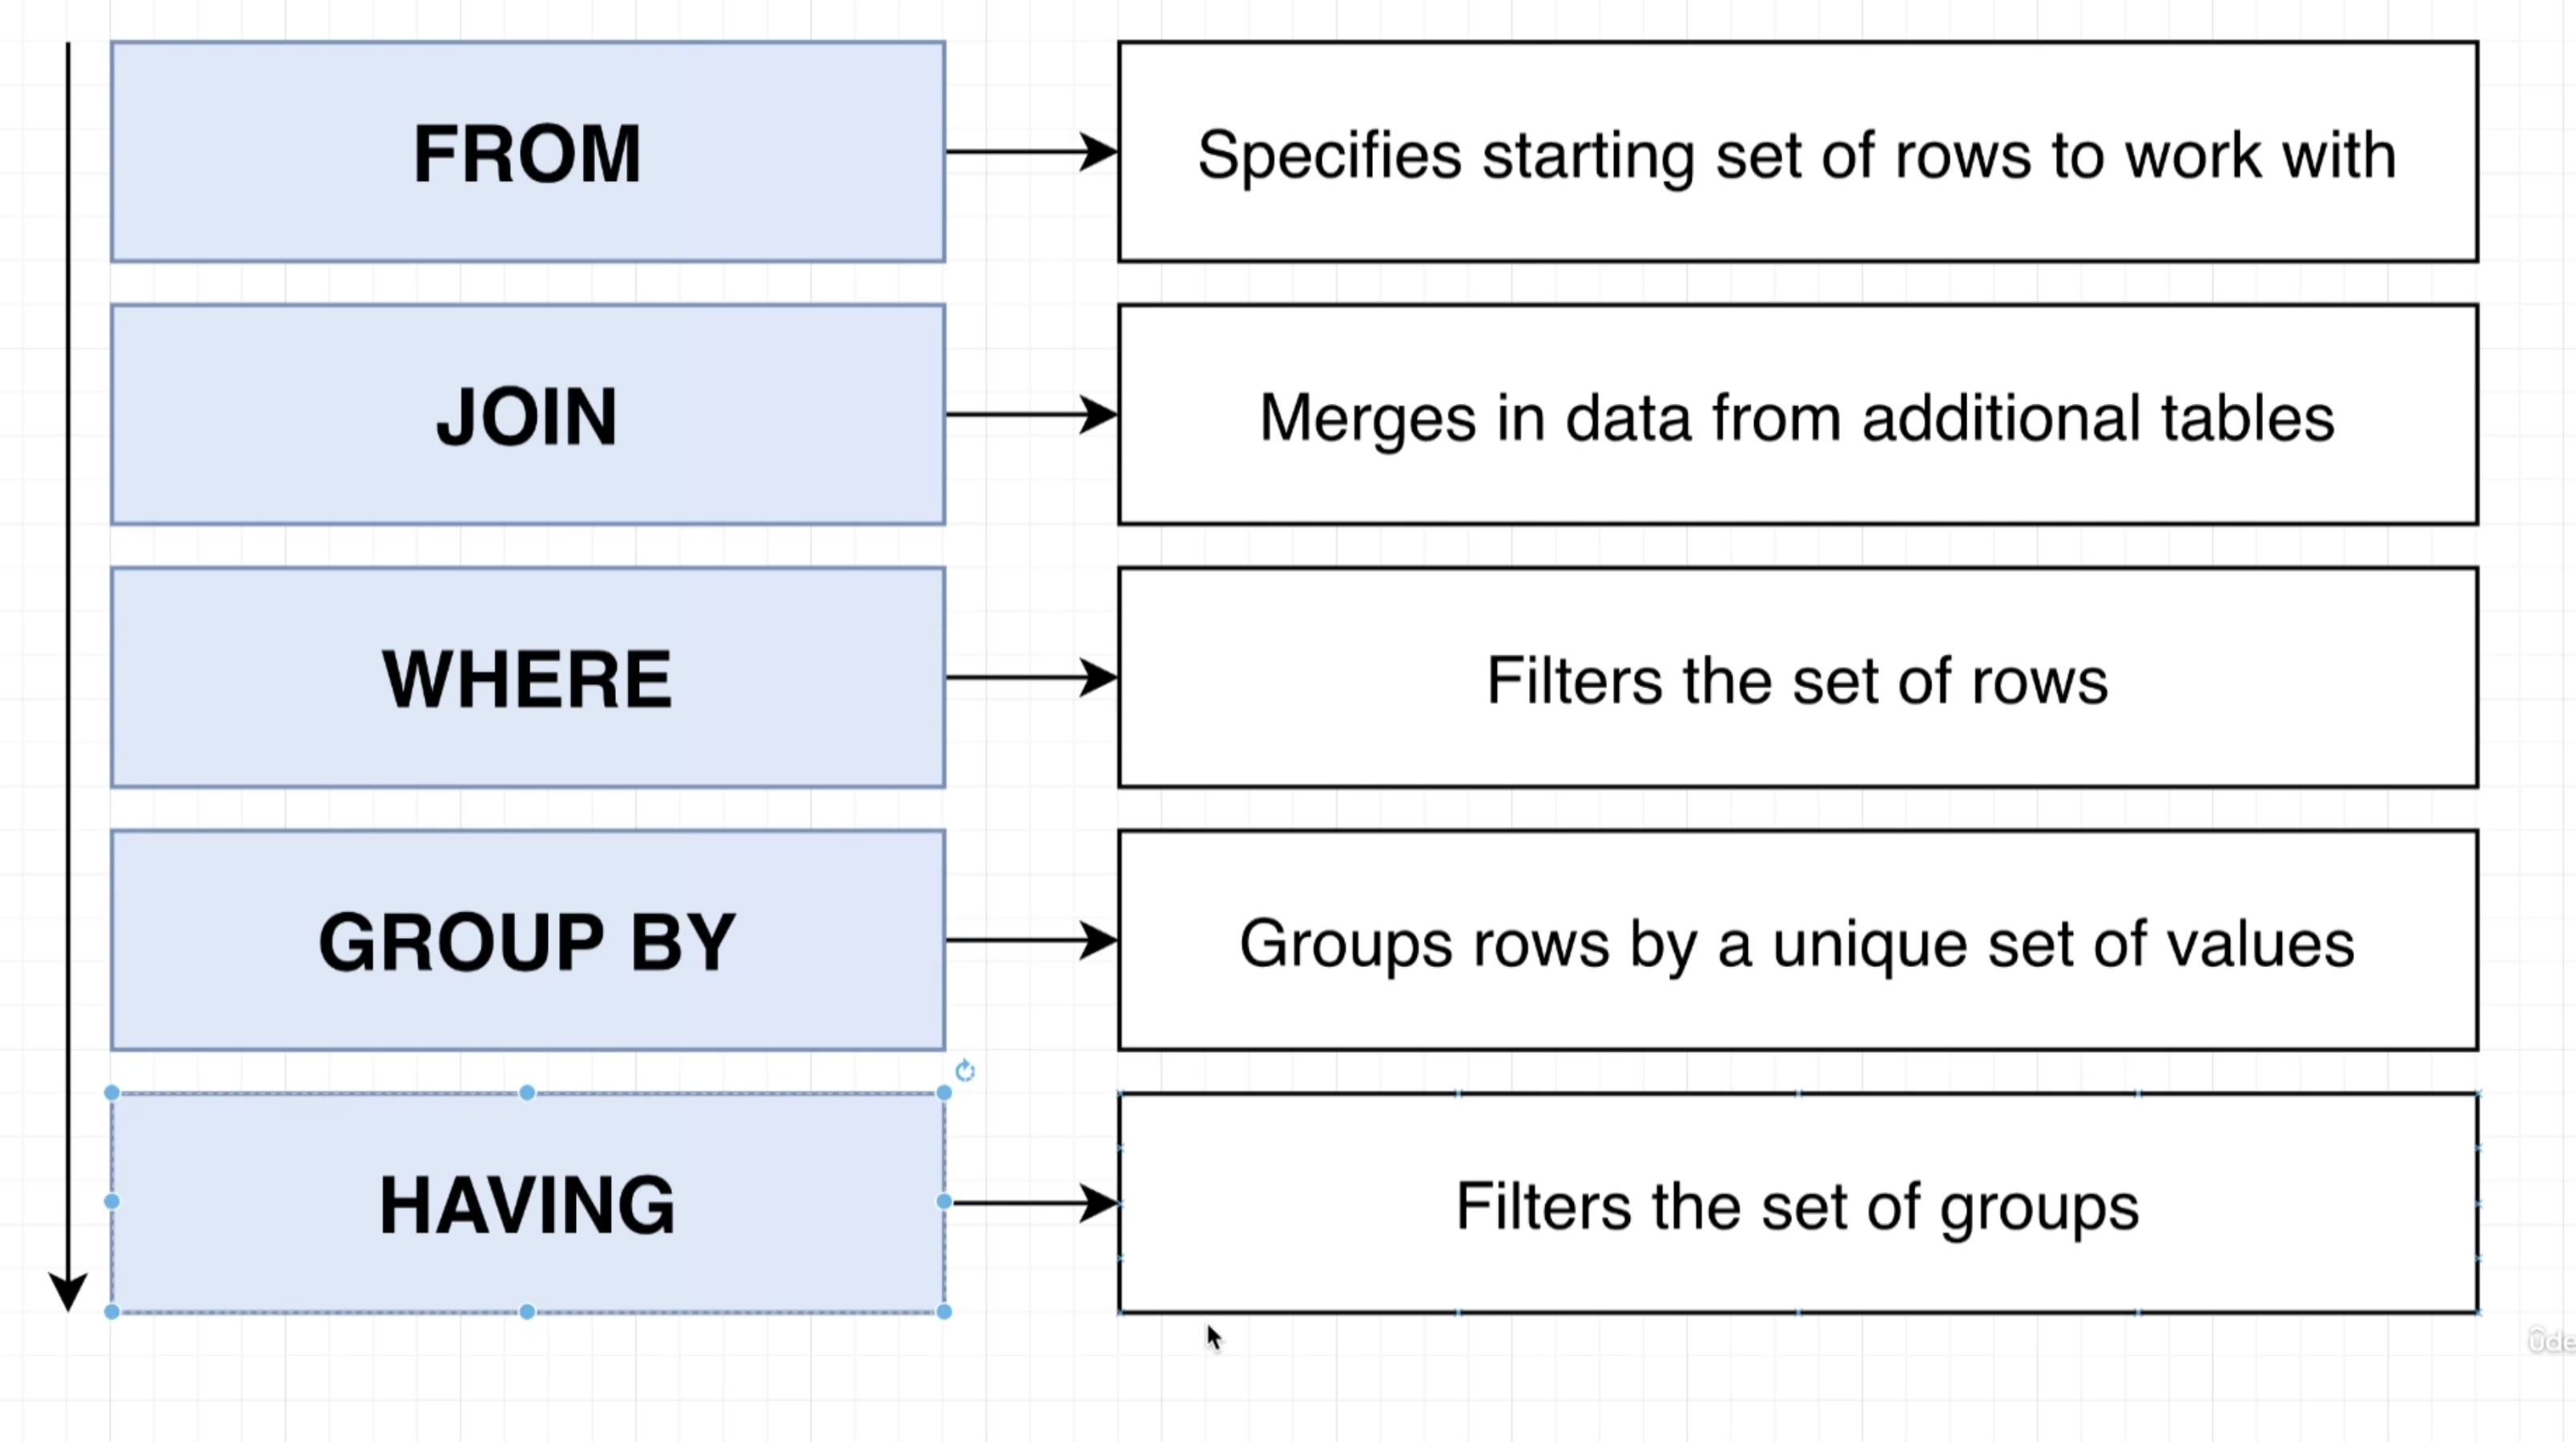 FROM
Specifies starting set of rows to work with
JOIN
Merges in data from additional tables
WHERE
Filters the set of rows
GROUP BY
Groups rows by a unique set of values
HAVING
Filters the set of groups